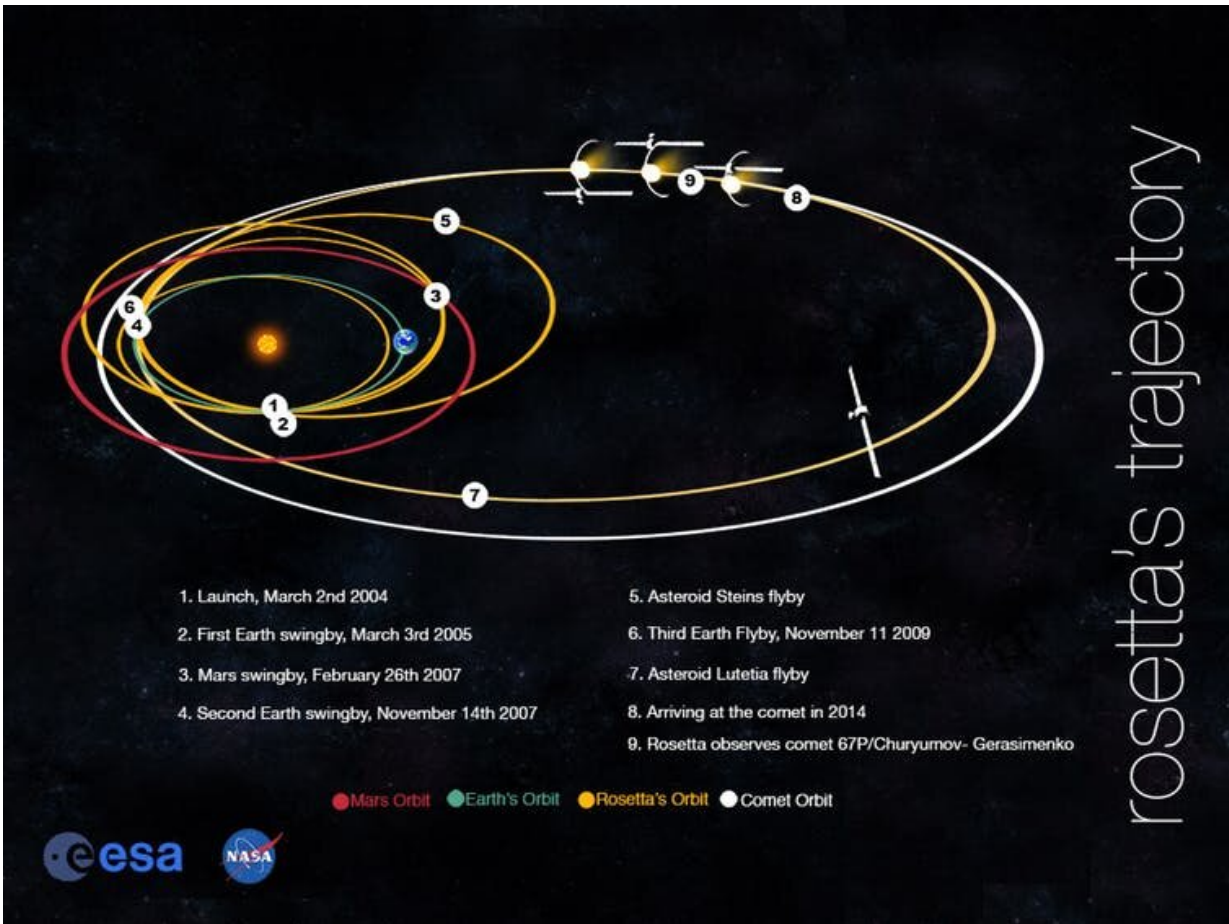 rosetta's trajectory
5
9
8
6
4
3
1
2
7
1. Launch, March 2nd 2004
2. First Earth swingby, March 3rd 2005
3. Mars swingby, February 26th 2007
4. Second Earth swingby, November 14th 2007
5. Asteroid Steins flyby
6. Third Earth Flyby, November 11 2009
7. Asteroid Lutetia flyby
8. Arriving at the comet in 2014
9. Rosetta observes comet 67P/Churyumov- Gerasimenko
Mars Orbit Earth's Orbit Rosetta's Orbit Comet Orbit
esa NASA